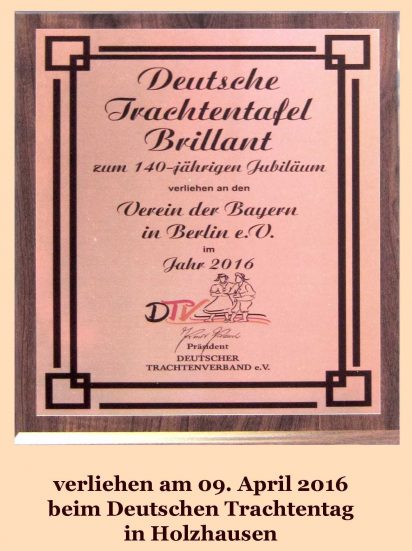 Deutsche
Trachtentafel
Brillant
zum 140-jährigen Jubiläum
verliehen an den
Verein der Bayern
in Berlin e.V.
im
Jahr 2016
DTV
Präsident
DEUTSCHER
TRACHTENVERBAND e.V.
verliehen am 09. April 2016
beim Deutschen Trachtentag
in Holzhausen